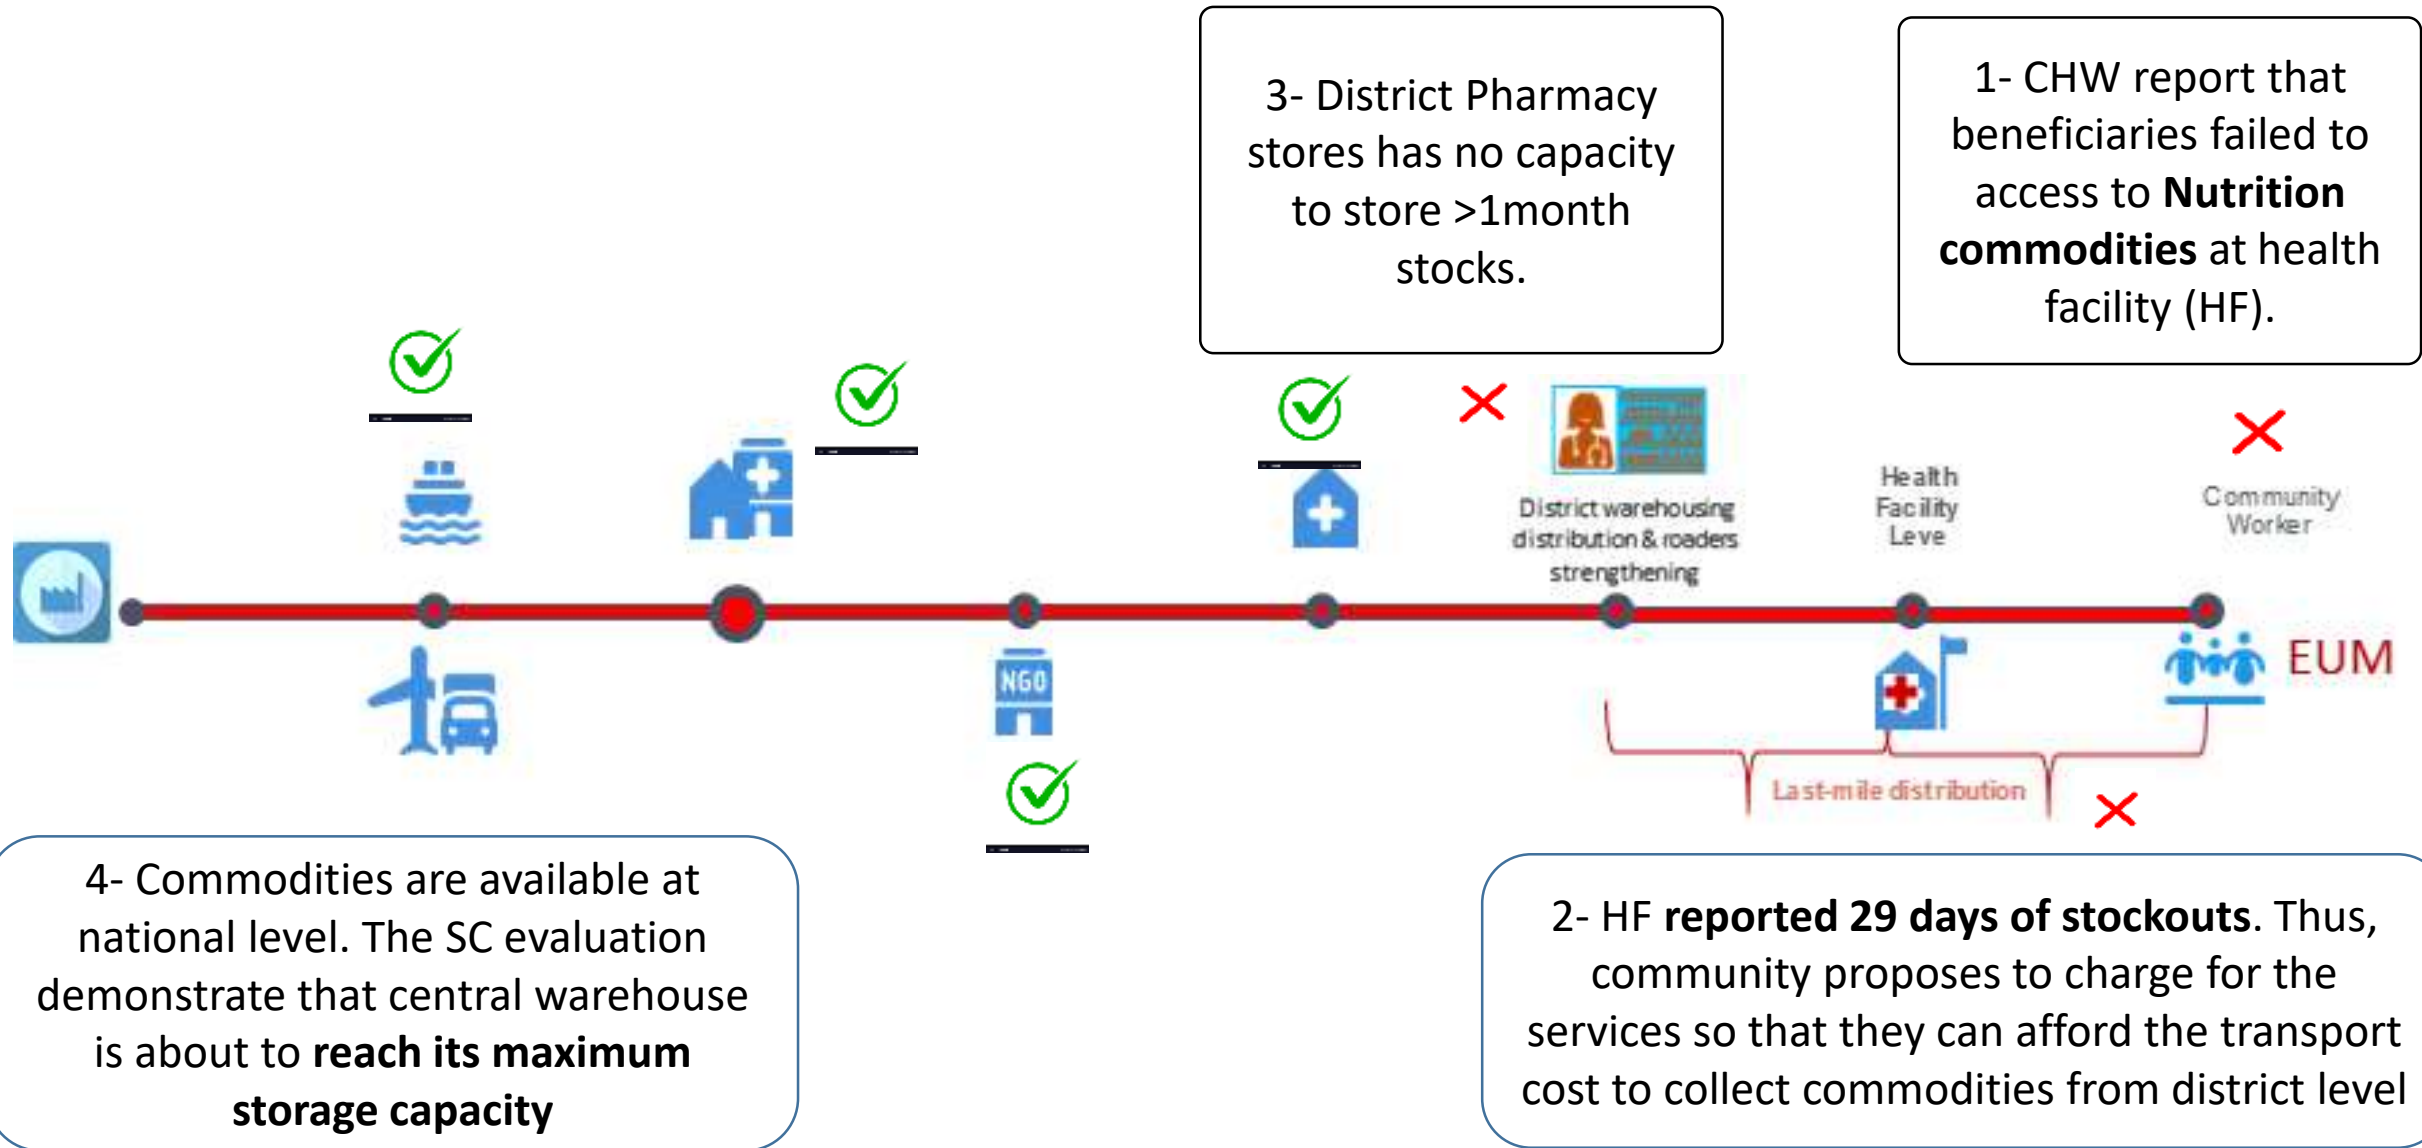 3- District Pharmacy
stores has no capacity
to store >1month
stocks.
1- CHW report that
beneficiaries failed to
access to Nutrition
commodities at health
facility (HF).
District warehousing
distribution & roaders
strengthening
Health
Facility
Leve
Community
Worker
NGO
EUM
Last-mile distribution
4- Commodities are available at
national level. The SC evaluation
demonstrate that central warehouse
is about to reach its maximum
storage capacity
2- HF reported 29 days of stockouts. Thus,
community proposes to charge for the
services so that they can afford the transport
cost to collect commodities from district level